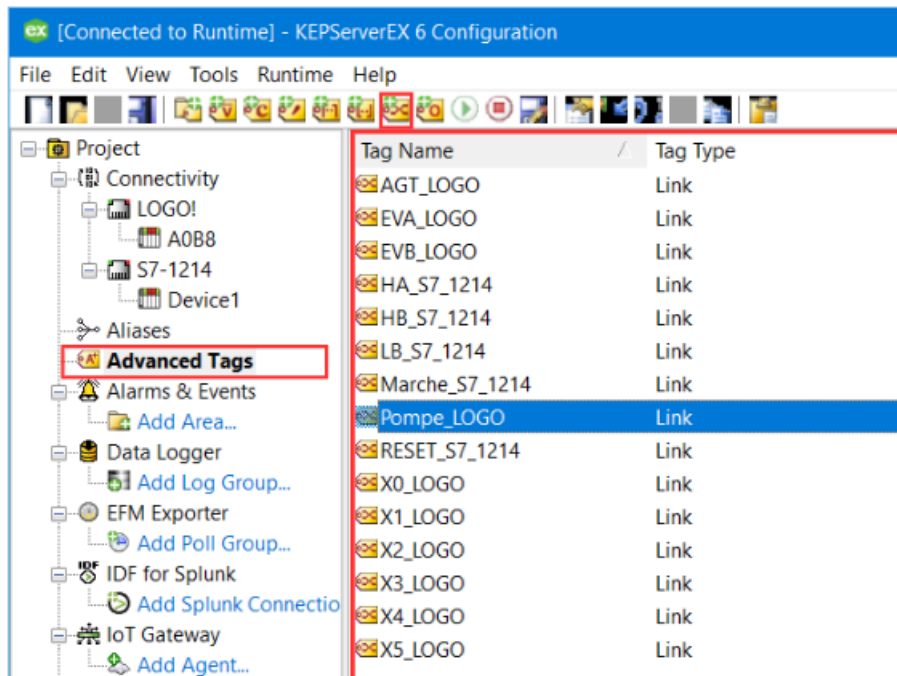 ex [Connected to Runtime] - KEPServerEX 6 Configuration
File Edit View Tools Runtime Help
Project
Connectivity
LOGO!
A0B8
S7-1214
Device1
Aliases
Advanced Tags
Alarms & Events
Add Area...
Data Logger
Add Log Group...
EFM Exporter
Add Poll Group...
IDF for Splunk
Add Splunk Connectio
IoT Gateway
Add Agent...
Tag Name Tag Type
AGT_LOGO Link
EVA_LOGO Link
EVB_LOGO Link
HA_S7_1214 Link
HB_S7_1214 Link
LB_S7_1214 Link
Marche_S7_1214 Link
Pompe_LOGO Link
RESET_S7_1214 Link
X0_LOGO Link
X1_LOGO Link
X2_LOGO Link
X3_LOGO Link
X4_LOGO Link
X5_LOGO Link